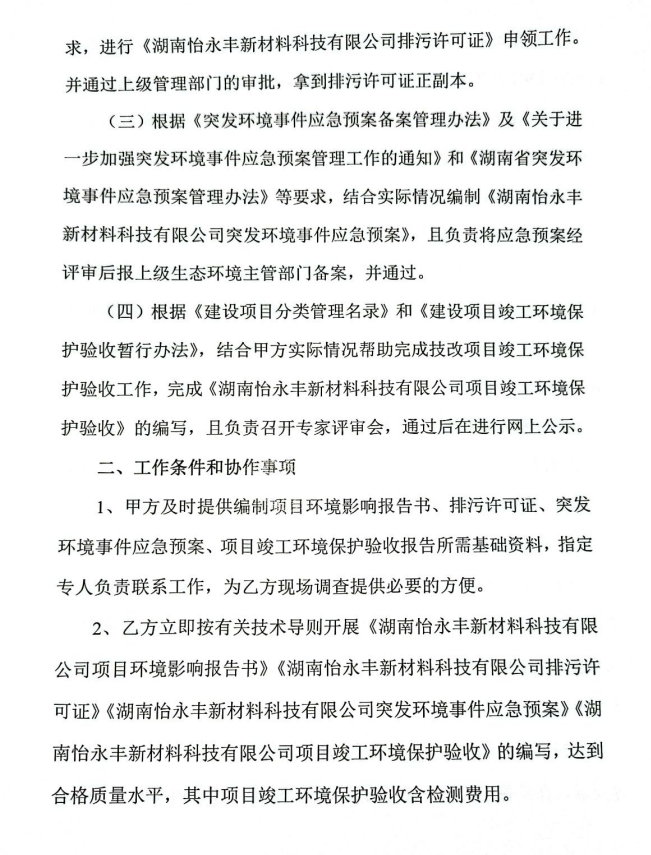 求，进行《湖南怡永丰新材料科技有限公司排污许可证》申领工作。
并通过上级管理部门的审批，拿到排污许可证正副本。
（三）根据《突发环境事件应急预案备案管理办法》及《关于进
一步加强突发环境事件应急预案管理工作的通知》和《湖南省突发环
境事件应急预案管理办法》等要求，结合实际情况编制《湖南怡永丰
新材料科技有限公司突发环境事件应急预案》，且负责将应急预案经
评审后报上级生态环境主管部门备案，并通过。
（四）根据《建设项目分类管理名录》和《建设项目竣工环境保
护验收暂行办法》，结合甲方实际情况帮助完成技改项目竣工环境保
护验收工作，完成《湖南怡永丰新材料科技有限公司项目竣工环境保
护验收》的编写，且负责召开专家评审会，通过后在进行网上公示。
二、工作条件和协作事项
1、甲方及时提供编制项目环境影响报告书、排污许可证、突发
环境事件应急预案、项目竣工环境保护验收报告所需基础资料，指定
专人负责联系工作，为乙方现场调查提供必要的方便。
2、乙方立即按有关技术导则开展《湖南怡永丰新材料科技有限
公司项目环境影响报告书》《湖南怡永丰新材料科技有限公司排污许
可证》《湖南怡永丰新材料科技有限公司突发环境事件应急预案》《湖
南怡永丰新材料科技有限公司项目竣工环境保护验收》的编写，达到
合格质量水平，其中项目竣工环境保护验收含检测费用。